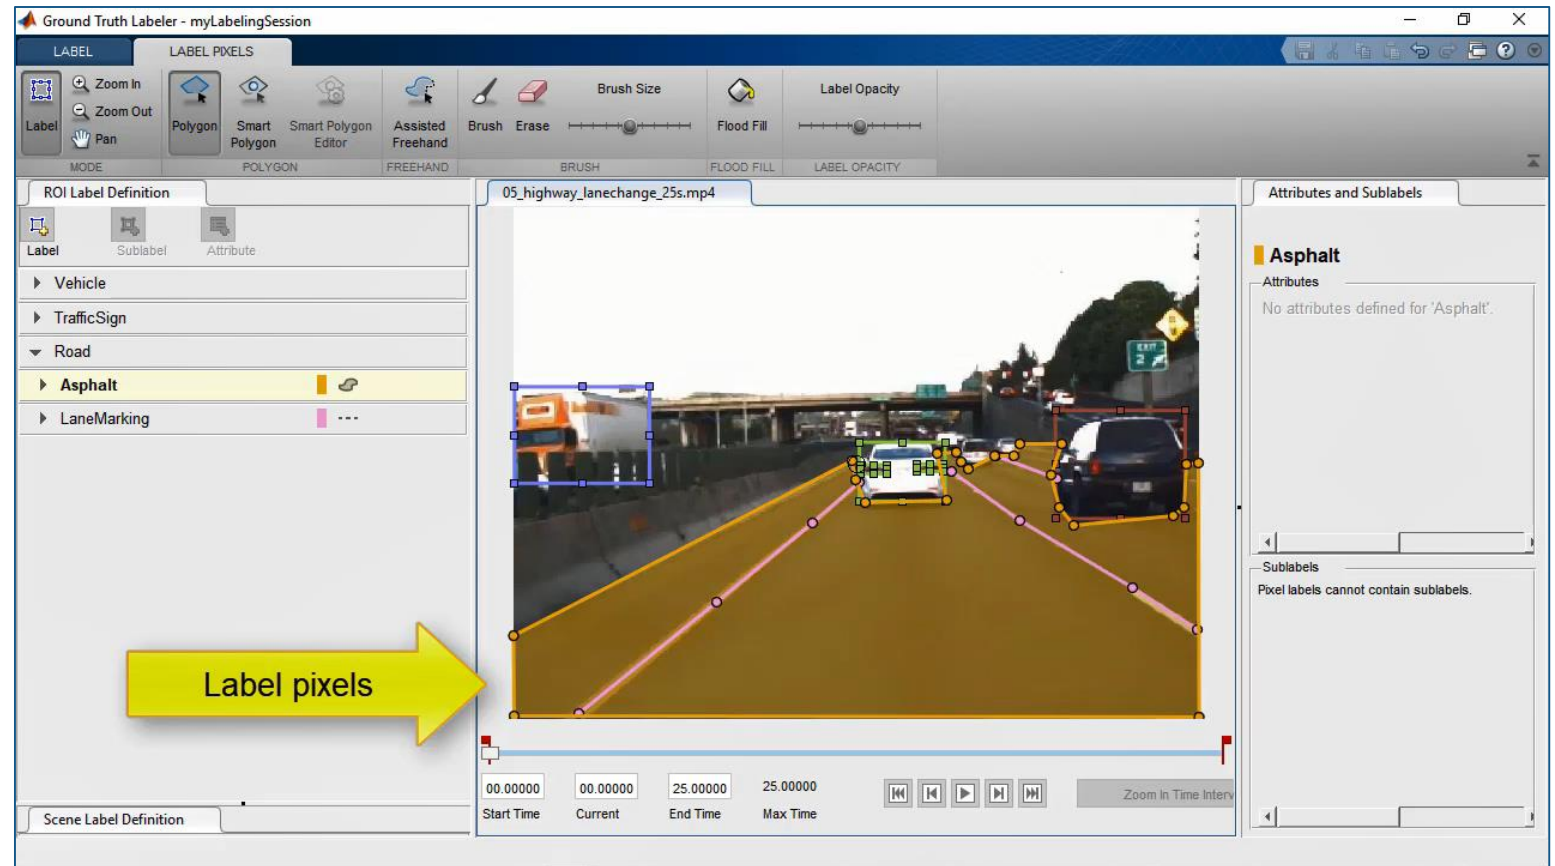 Ground Truth Labeler - myLabelingSession
LABEL
LABEL PIXELS
Label
Zoom In
Zoom Out
Pan
MODE
Polygon
Smart Polygon
Smart Polygon Editor
POLYGON
Assisted Freehand
FREEHAND
Brush
Erase
Brush Size
BRUSH
Flood Fill
FLOOD FILL
Label Opacity
LABEL OPACITY
ROI Label Definition
Label
Sublabel
Attribute
Vehicle
TrafficSign
Road
Asphalt
LaneMarking
Scene Label Definition
05_highway_lanechange_25s.mp4
EXIT
2
Label pixels
00.00000
00.00000
25.00000
25.00000
Start Time
Current
End Time
Max Time
Zoom In Time Interv
Attributes and Sublabels
Asphalt
Attributes
No attributes defined for 'Asphalt'.
Sublabels
Pixel labels cannot contain sublabels.